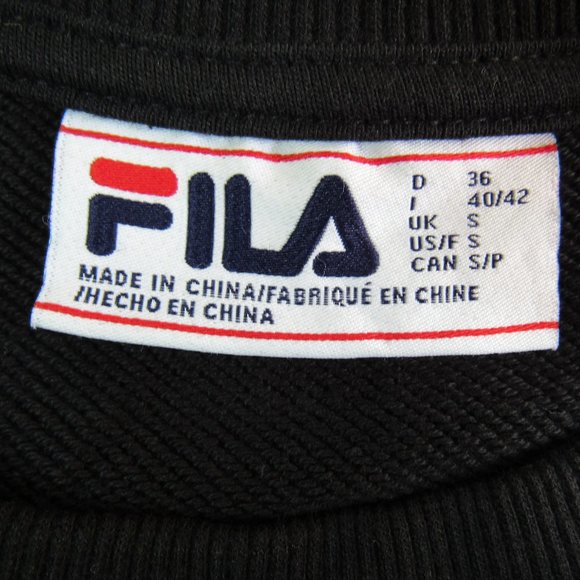 FILA
D 36
I 40/42
UK S
US/F S
CAN S/P
MADE IN CHINA/FABRIQUÉ EN CHINE
/HECHO EN CHINA